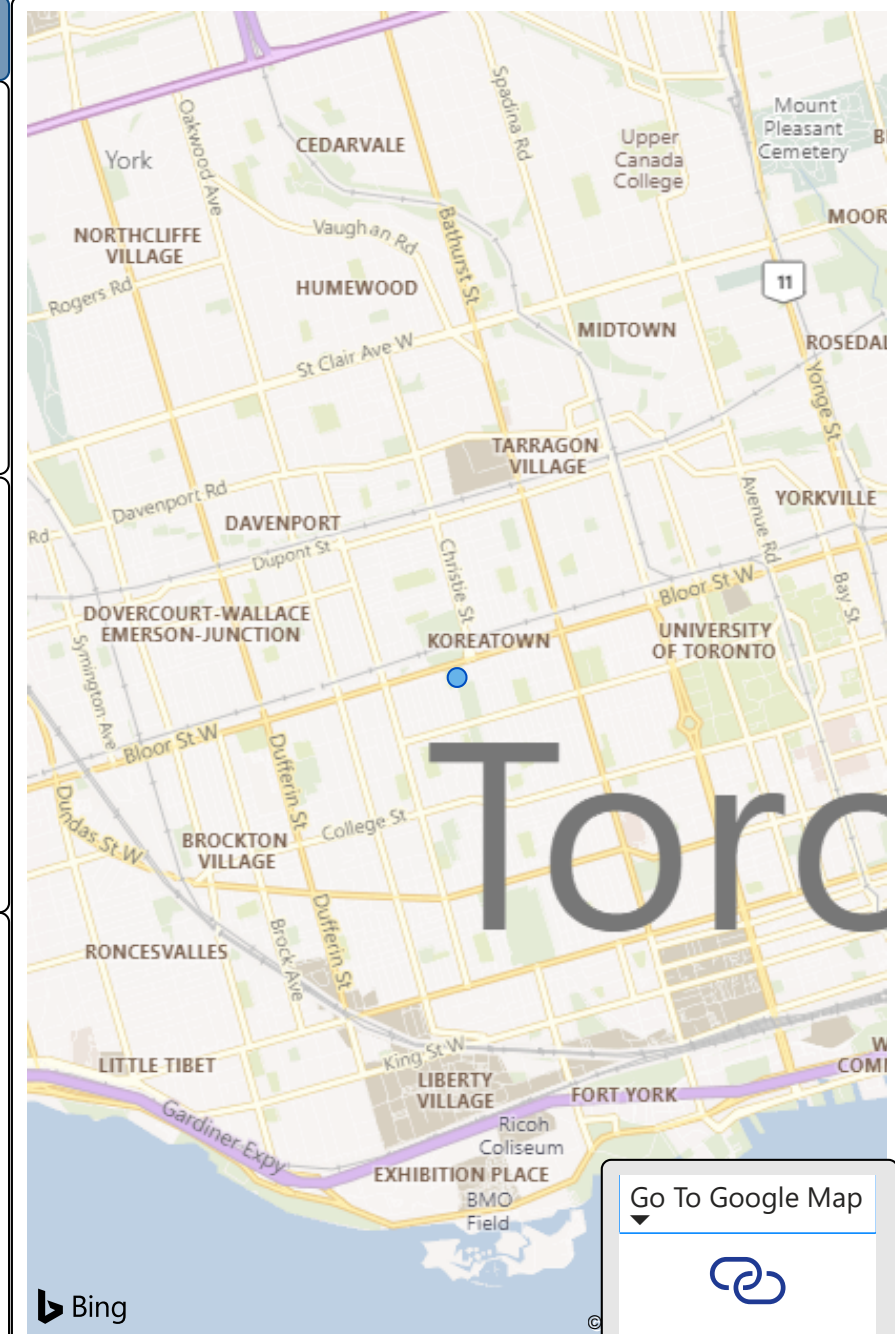 Mount
Pleasant
Cemetery
Spadina Rd
Oakwood Ave
CEDARVALE
Upper
Canada
College
York
Bathurst St
MOOR
Vaughan Rd
NORTHCLIFFE
VILLAGE
11
HUMEWOOD
Rogers Rd
MIDTOWN
ROSEDAL
St Clair Ave W
Yonge St
TARRAGON
VILLAGE
Davenport Rd
Avenue Rd
YORKVILLE
DAVENPORT
Rd
Dupont St
Christie St
Bloor St W
Bay St
DOVERCOURT-WALLACE
EMERSON-JUNCTION
KOREATOWN
UNIVERSITY
OF TORONTO
Symington Ave
Bloor St W
Dufferin St
Toro
Dundas St W
College St
BROCKTON
VILLAGE
Dufferin St
Brock Ave
RONCESVALLES
King St W
LITTLE TIBET
W
COMM
LIBERTY
VILLAGE
FORT YORK
Gardiner Expy
Ricoh
Coliseum
EXHIBITION PLACE
BMO
Field
Go To Google Map
Bing
©